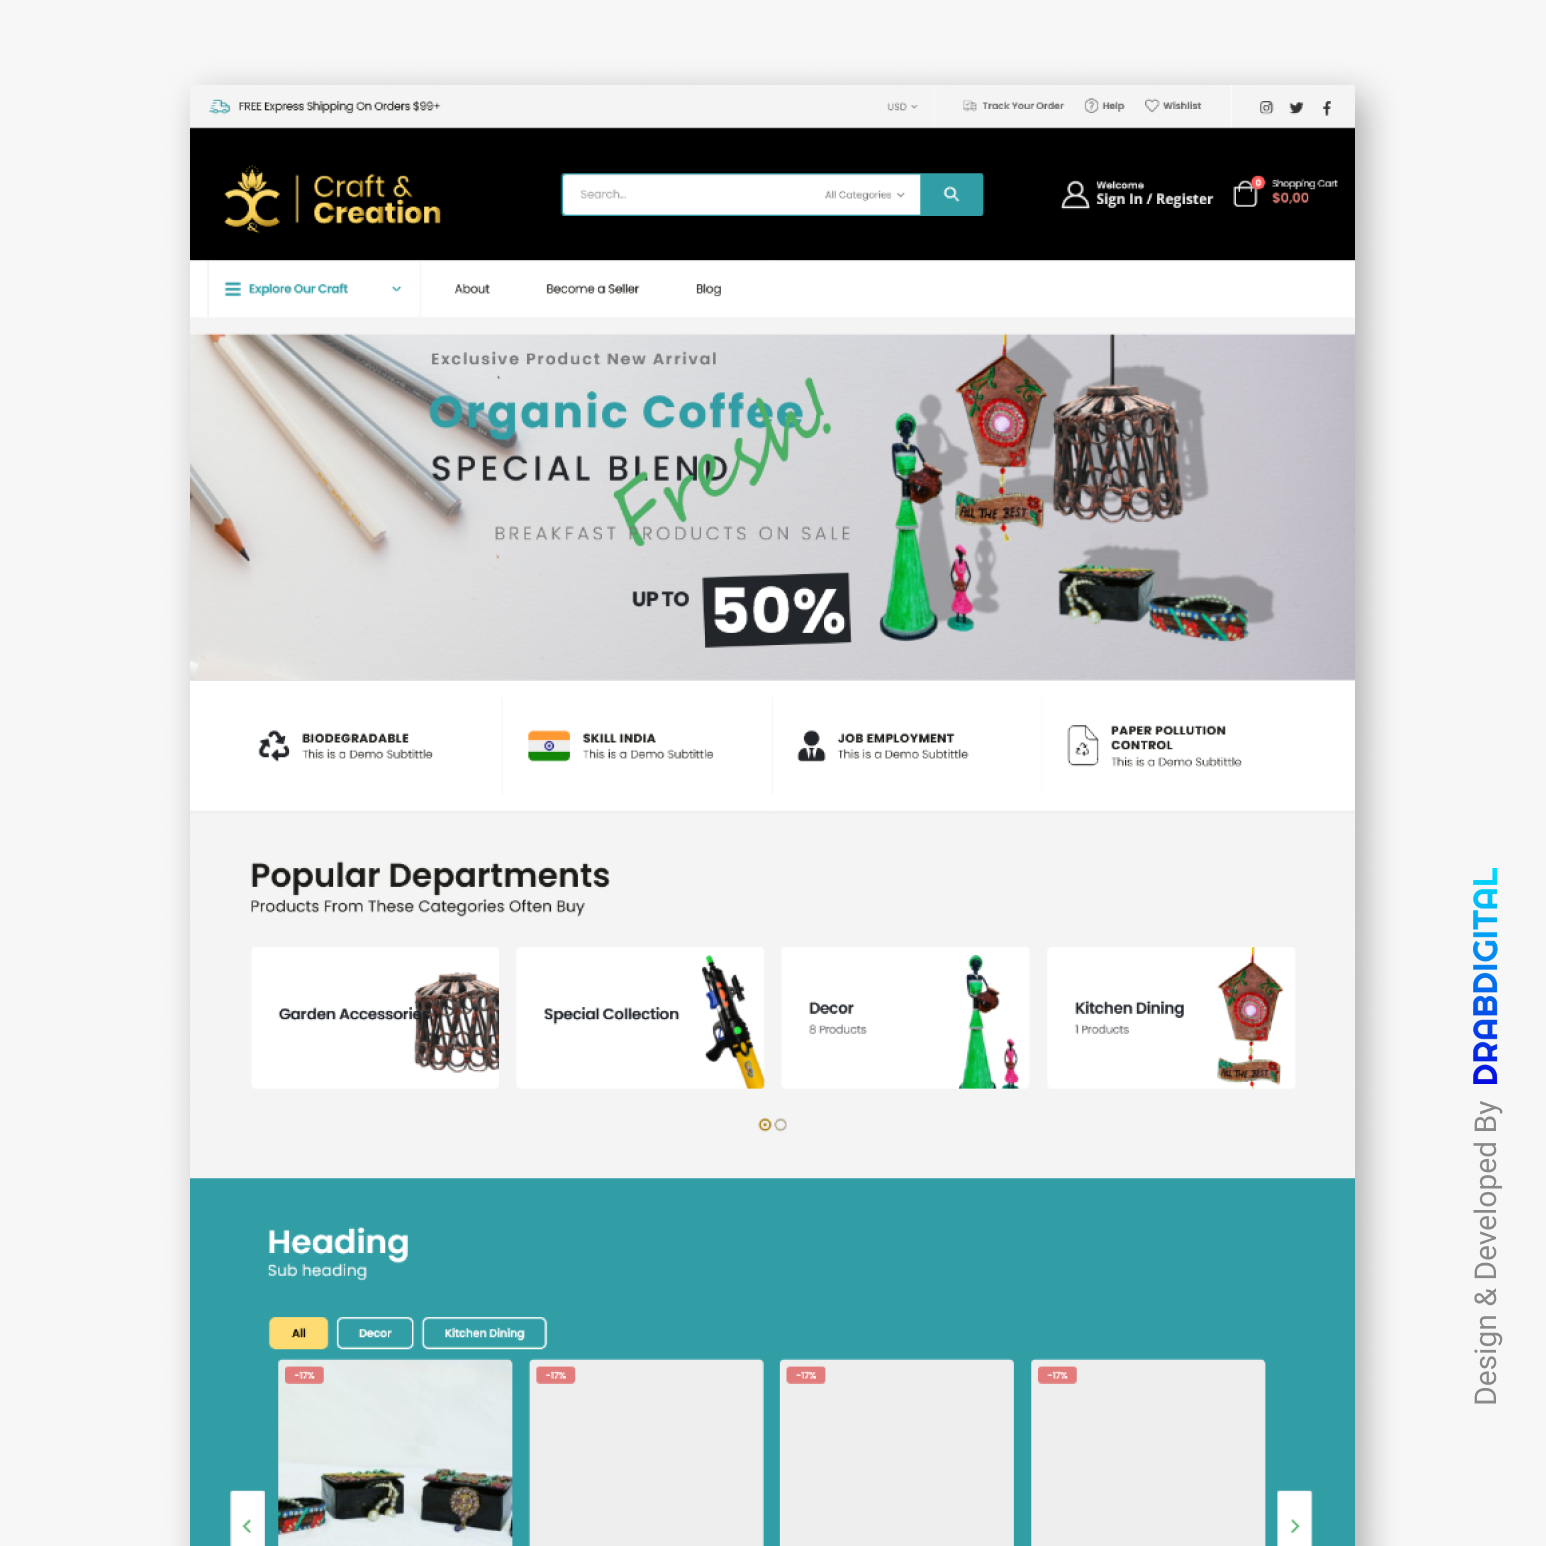 FREE Express Shipping On Orders $99+
USD
Track Your Order
Help
Wishlist
Craft &
Creation
Search...
All Categories
Welcome
Sign In / Register
0
Shopping Cart
$0,00
Explore Our Craft
About
Become a Seller
Blog
Exclusive Product New Arrival
Organic Coffee
SPECIAL BLEND
Fresh!
BREAKFAST PRODUCTS ON SALE
UP TO
50%
ALL THE BEST
BIODEGRADABLE
This is a Demo Subtittle
SKILL INDIA
This is a Demo Subtittle
JOB EMPLOYMENT
This is a Demo Subtittle
PAPER POLLUTION
CONTROL
This is a Demo Subtittle
Popular Departments
Products From These Categories Often Buy
Garden Accessories
Special Collection
Decor
8 Products
Kitchen Dining
1 Products
ALL THE BEST
Heading
Sub heading
All
Decor
Kitchen Dining
-17%
-17%
-17%
-17%
Design & Developed By DRABDIGITAL